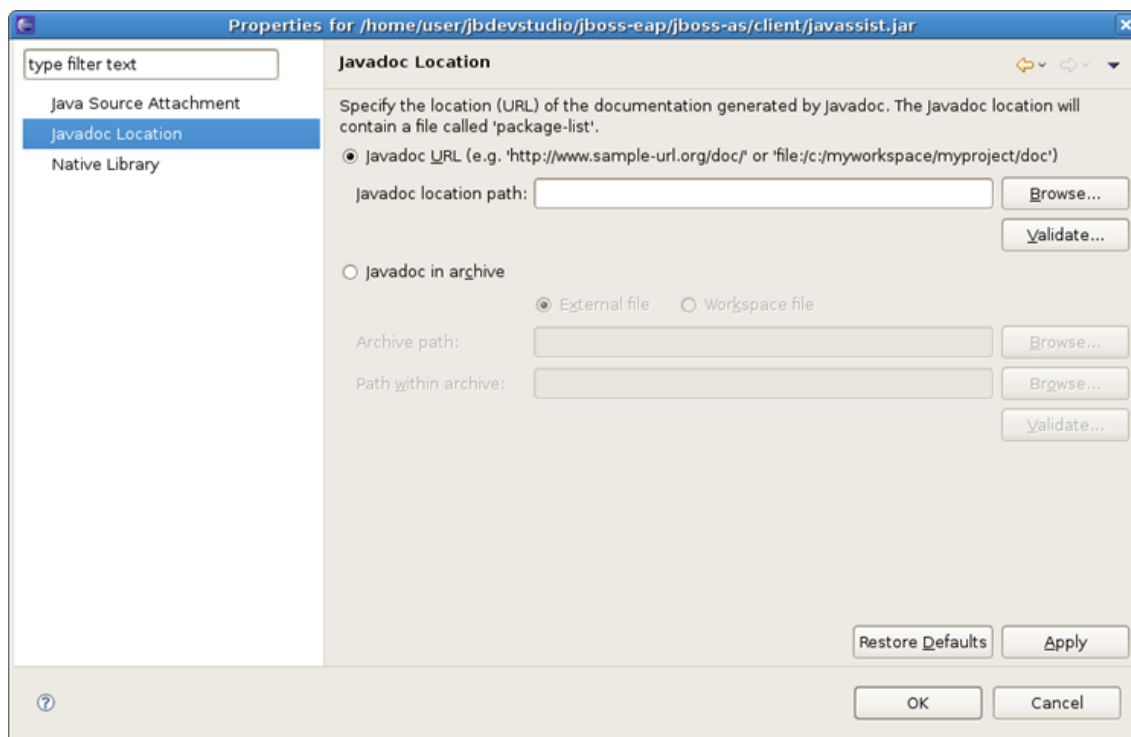 Properties for /home/user/jbdevstudio/jboss-eap/jboss-as/client/javassist.jar
type filter text
Java Source Attachment
Javadoc Location
Native Library
Javadoc Location
Specify the location (URL) of the documentation generated by Javadoc. The Javadoc location will
contain a file called 'package-list'.
Javadoc URL (e.g. 'http://www.sample-url.org/doc/' or 'file:/c:/myworkspace/myproject/doc')
Javadoc location path: Browse...
Validate...
Javadoc in archive
External file Workspace file
Archive path: Browse...
Path within archive: Browse...
Validate...
Restore Defaults Apply
OK Cancel